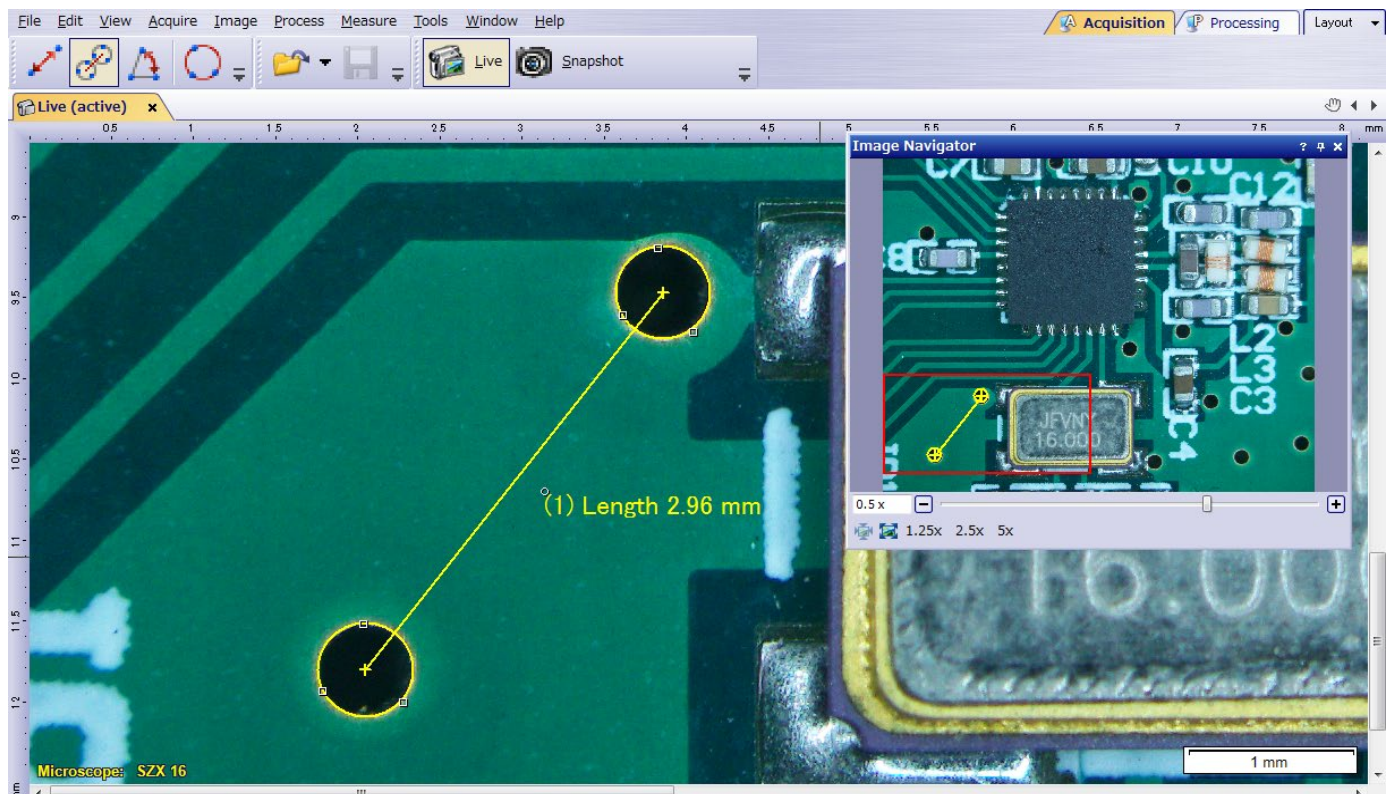 File Edit View Acquire Image Process Measure Tools Window Help
Acquisition Processing Layout
Live Snapshot
Live (active)
0.5 1 1.5 2 2.5 3 3.5 4 4.5 5 5.5 6 6.5 7 7.5 8 mm
Image Navigator
C10
C12
L2
L3
C3
C4
JFVNY
16.000
0.5 x
1.25x 2.5x 5x
9
9.5
10
10.5
11
11.5
12
(1) Length 2.96 mm
16.00
Microscope: SZX 16
1 mm